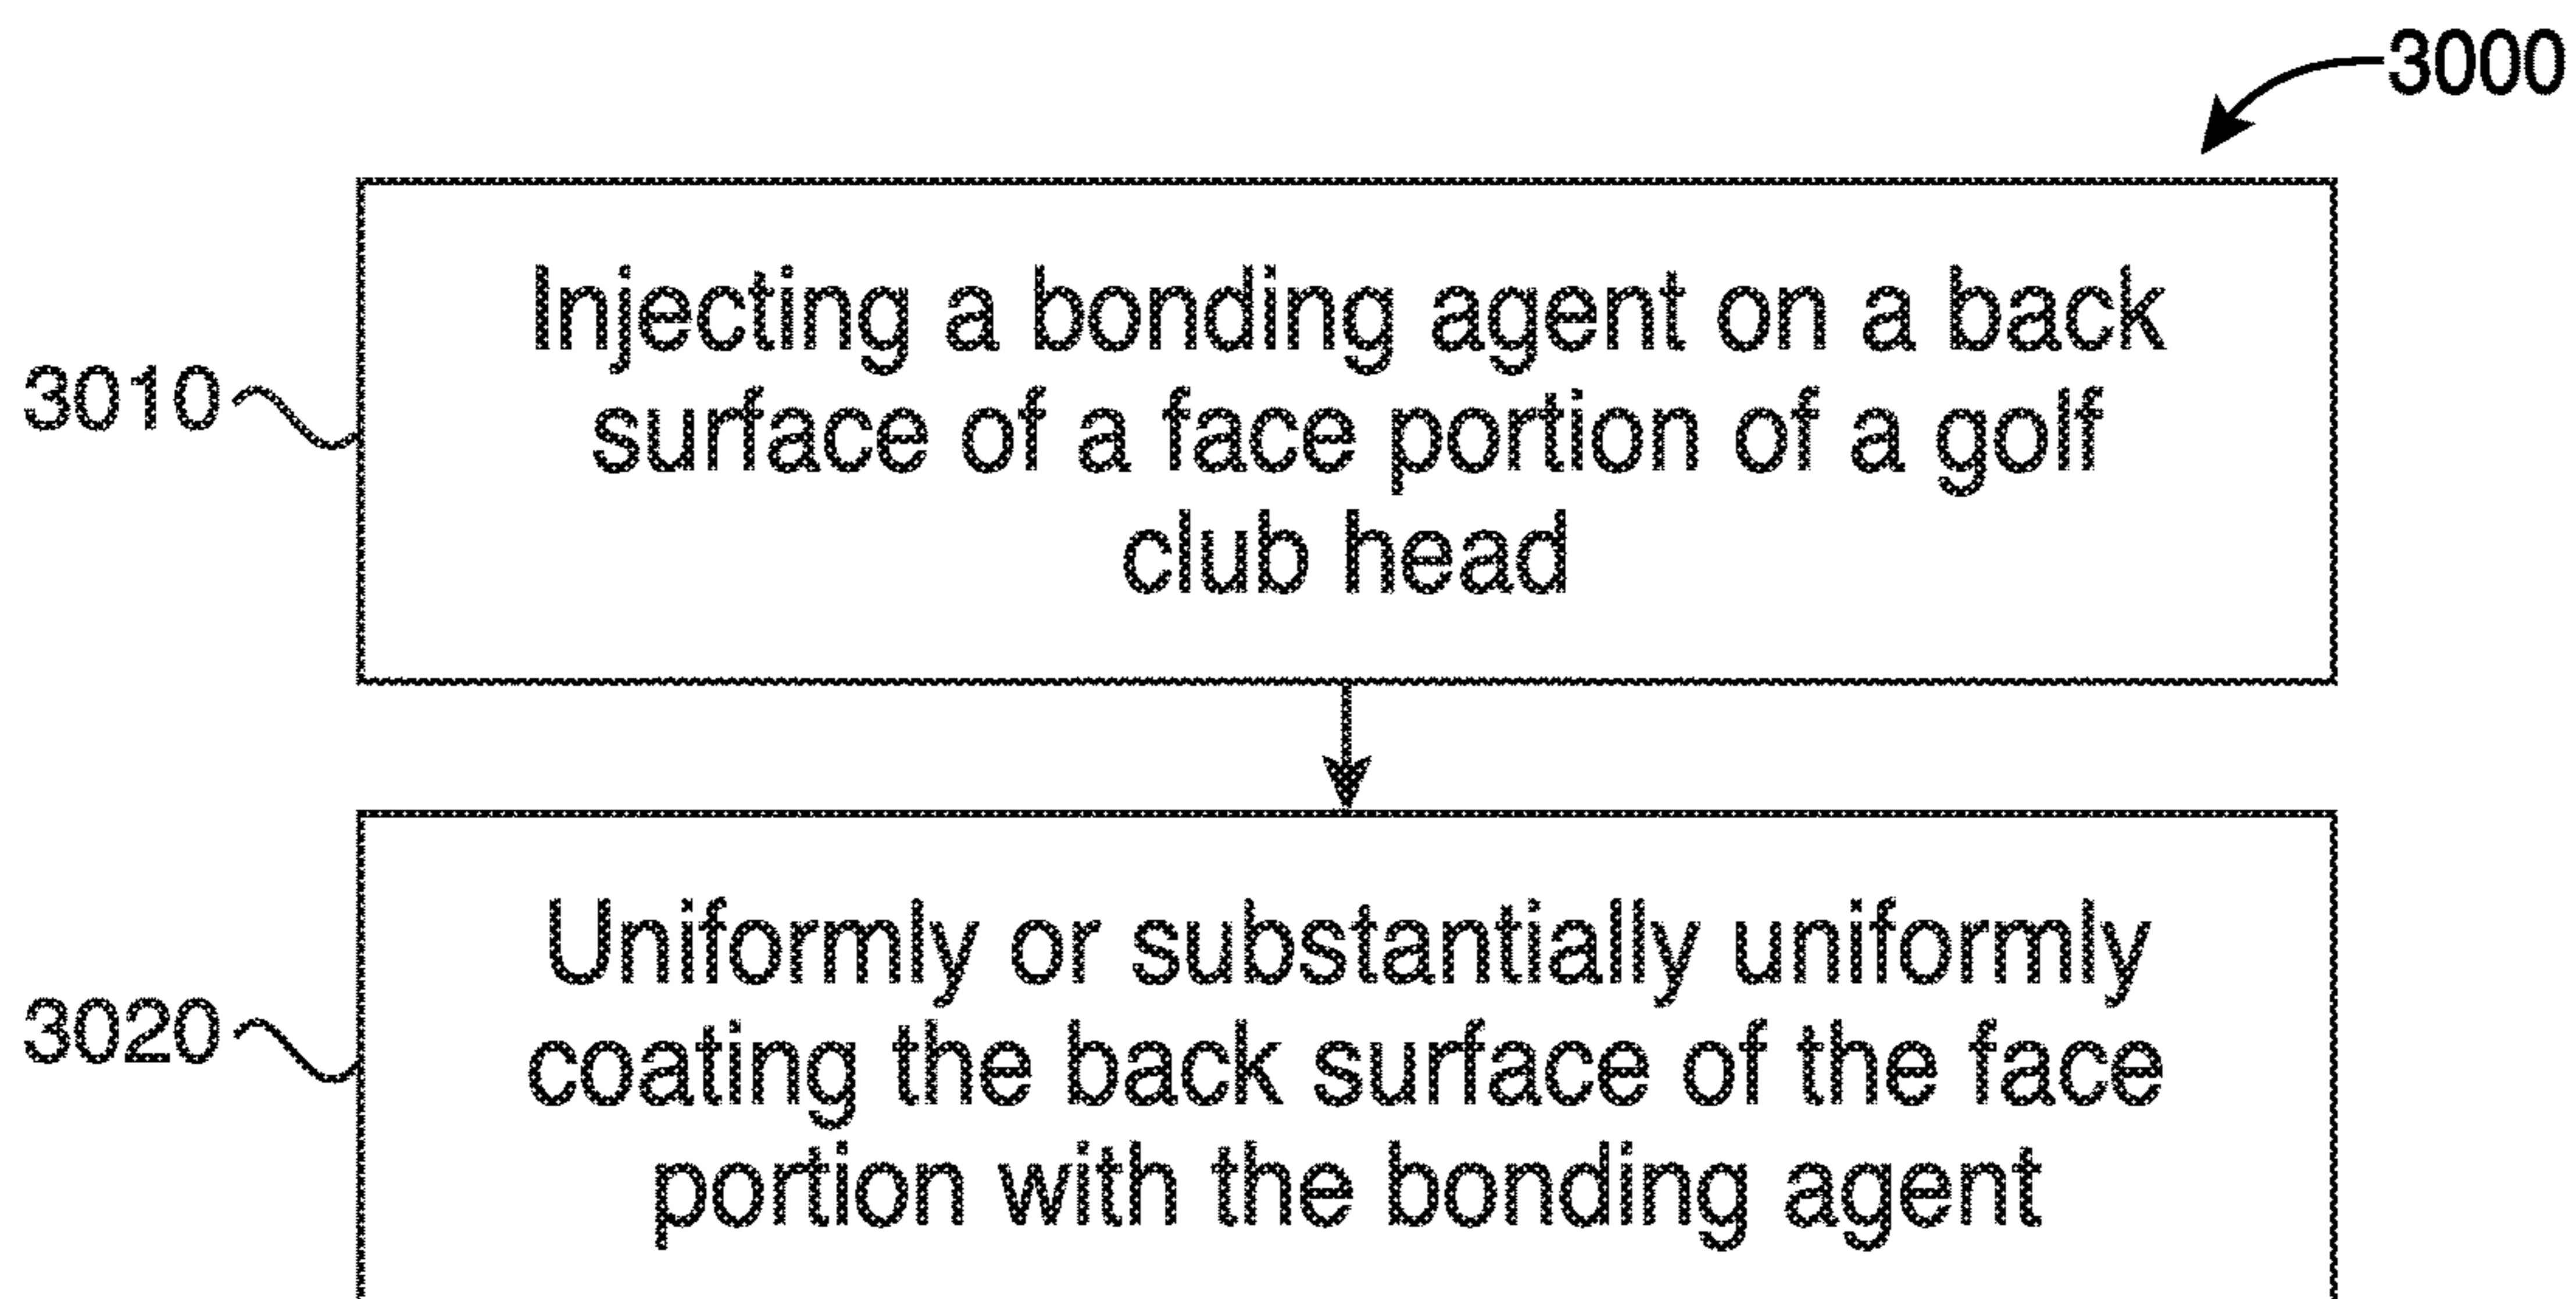 3000
Injecting a bonding agent on a back
surface of a face portion of a golf
club head
3010
Uniformly or substantially uniformly
coating the back surface of the face
portion with the bonding agent
3020